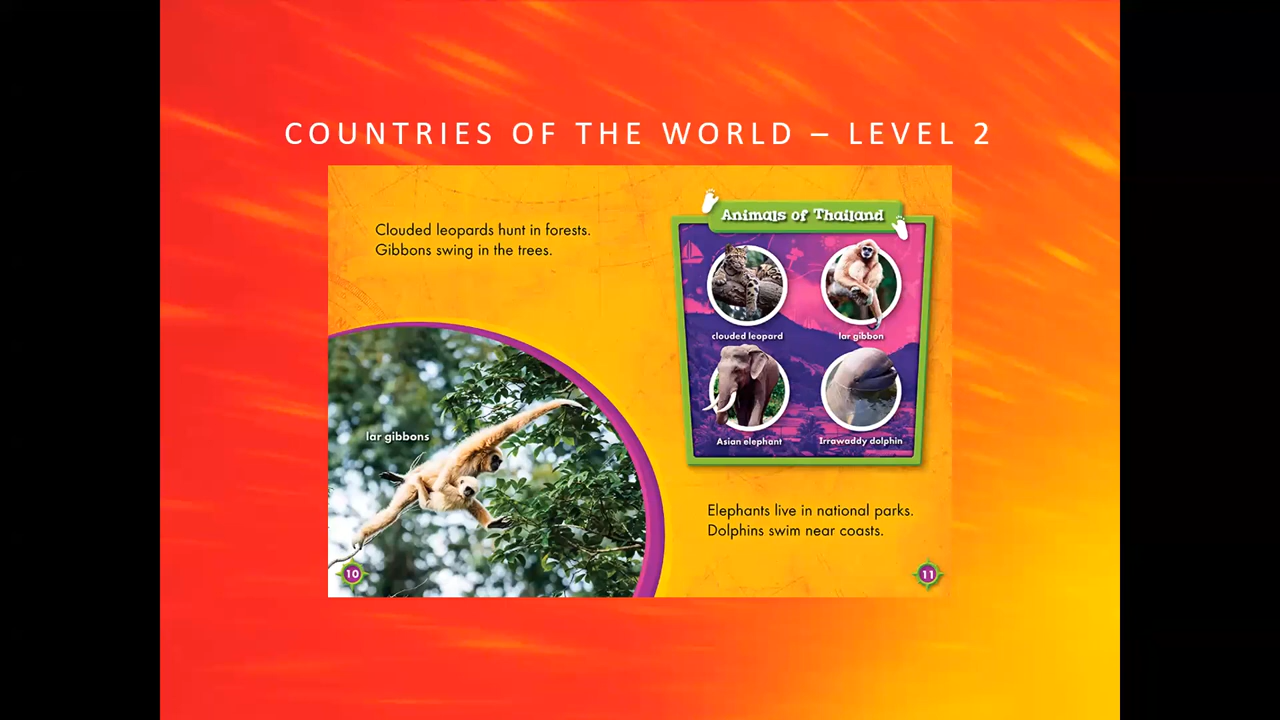 COUNTRIES OF THE WORLD – LEVEL 2
Clouded leopards hunt in forests.
Gibbons swing in the trees.
lar gibbons
10
Animals of Thailand
clouded leopard
lar gibbon
Asian elephant
Irrawaddy dolphin
Elephants live in national parks.
Dolphins swim near coasts.
11